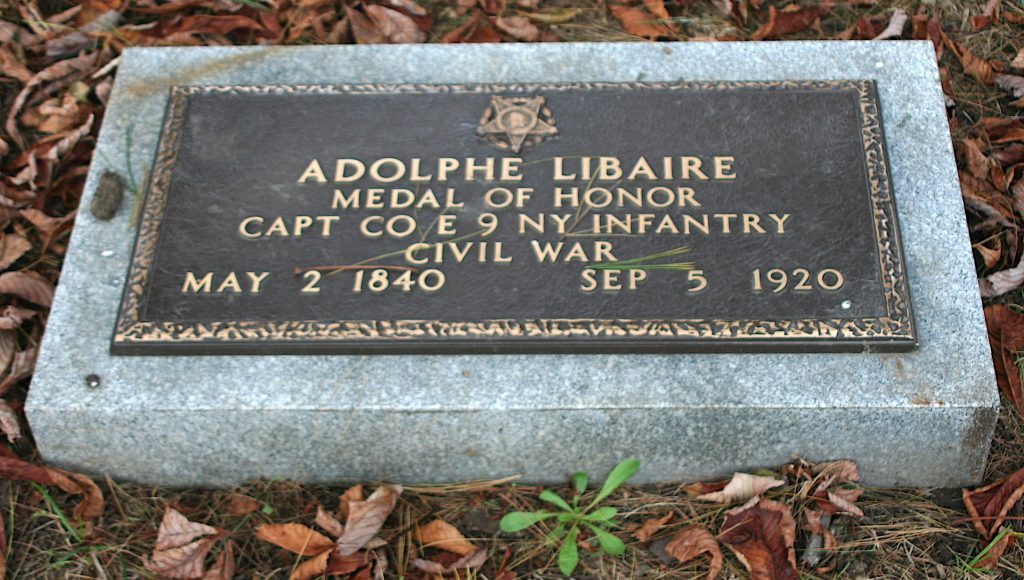 ADOLPHE LIBAIRE
MEDAL OF HONOR
CAPT CO E 9 NY INFANTRY
CIVIL WAR
MAY 2 1840 SEP 5 1920